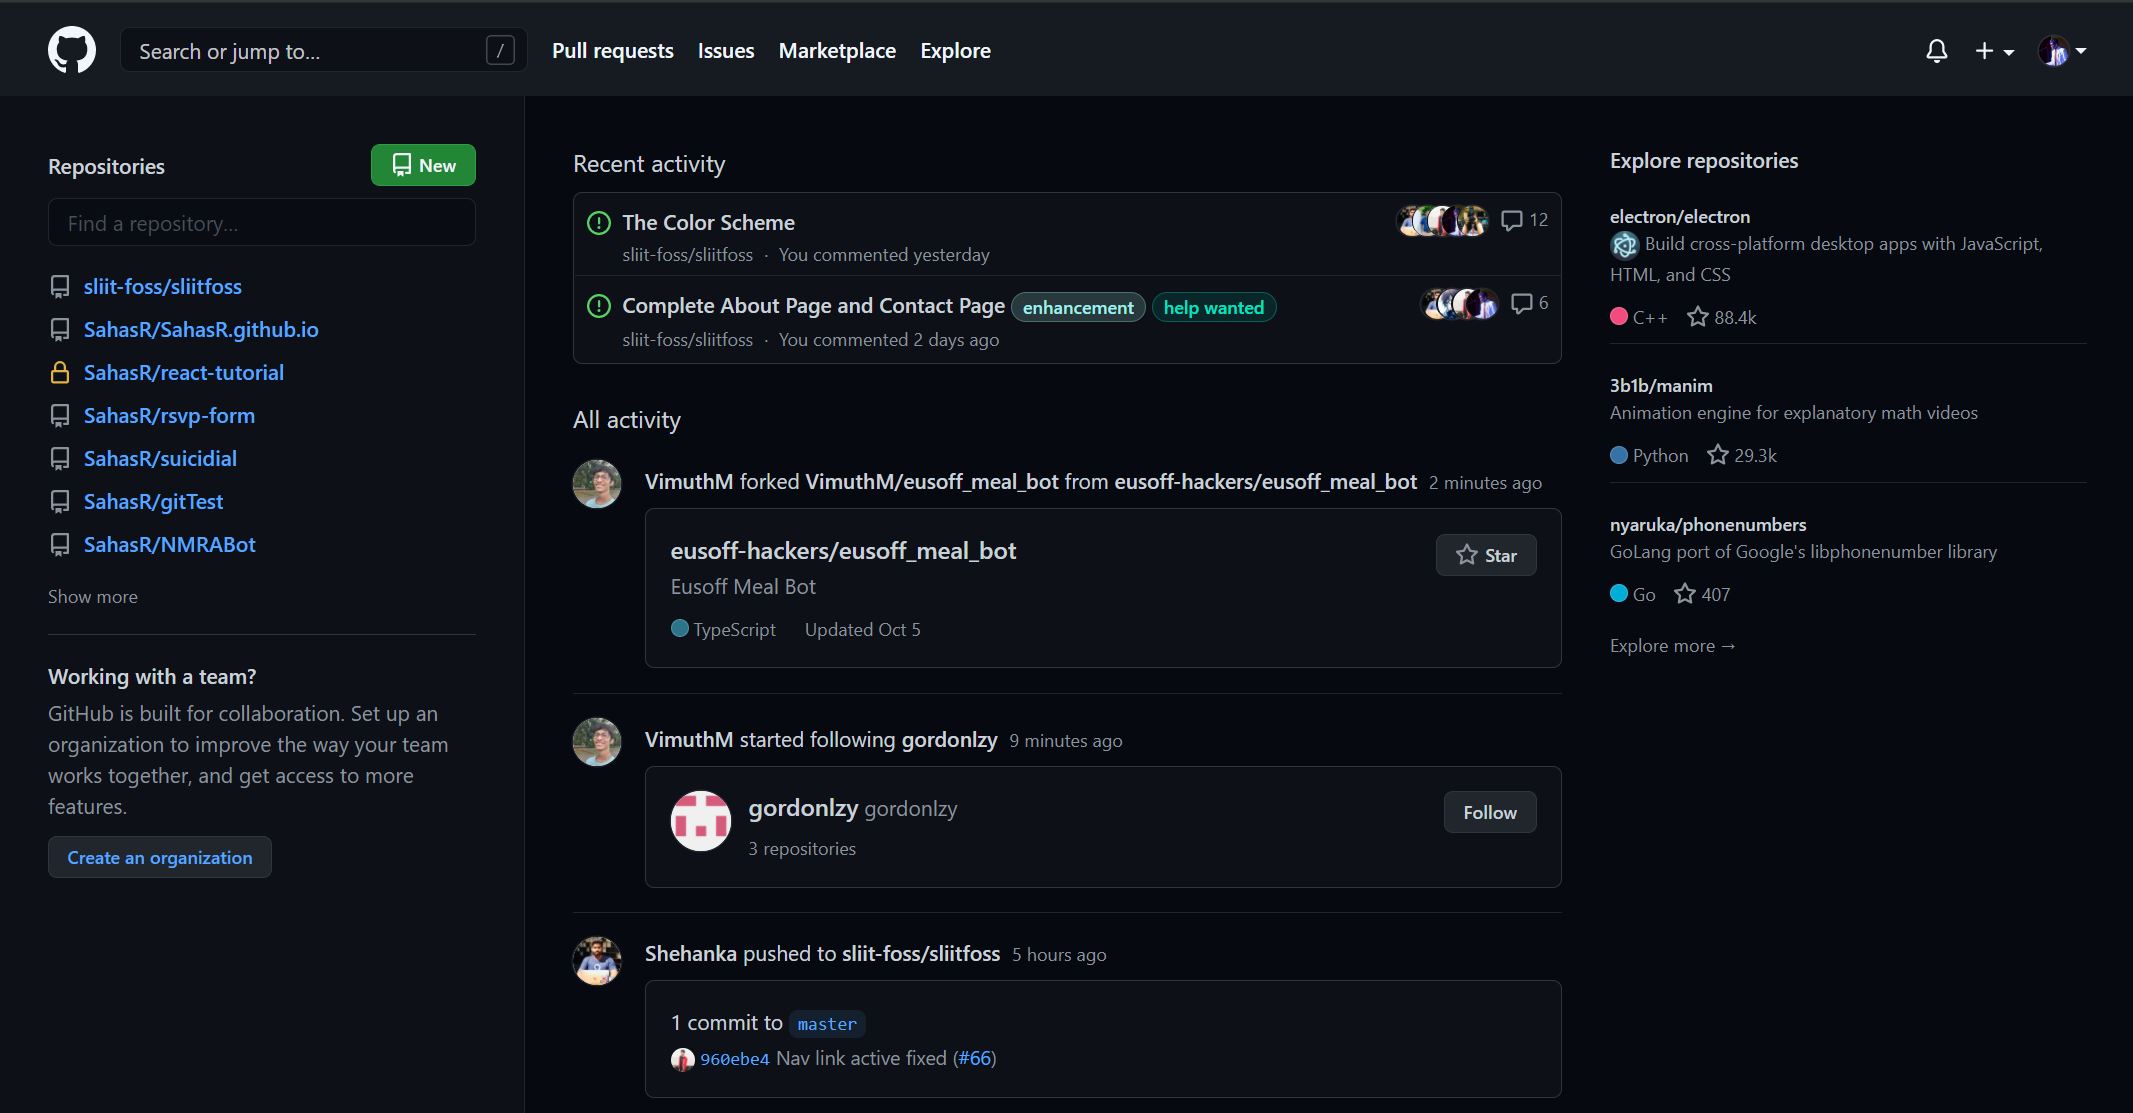 Search or jump to... /
Pull requests
Issues
Marketplace
Explore
Repositories
New
Find a repository...
sliit-foss/sliitfoss
SahasR/SahasR.github.io
SahasR/react-tutorial
SahasR/rsvp-form
SahasR/suicidial
SahasR/gitTest
SahasR/NMRABot
Show more
Working with a team?
GitHub is built for collaboration. Set up an
organization to improve the way your team
works together, and get access to more
features.
Create an organization
Recent activity
The Color Scheme 12
sliit-foss/sliitfoss · You commented yesterday
Complete About Page and Contact Page enhancement help wanted 6
sliit-foss/sliitfoss · You commented 2 days ago
All activity
VimuthM forked VimuthM/eusoff_meal_bot from eusoff-hackers/eusoff_meal_bot 2 minutes ago
eusoff-hackers/eusoff_meal_bot
Star
Eusoff Meal Bot
TypeScript Updated Oct 5
VimuthM started following gordonlzy 9 minutes ago
gordonlzy gordonlzy
Follow
3 repositories
Shehanka pushed to sliit-foss/sliitfoss 5 hours ago
1 commit to master
960ebe4 Nav link active fixed (#66)
Explore repositories
electron/electron
Build cross-platform desktop apps with JavaScript,
HTML, and CSS
C++ 88.4k
3b1b/manim
Animation engine for explanatory math videos
Python 29.3k
nyaruka/phonenumbers
GoLang port of Google's libphonenumber library
Go 407
Explore more →